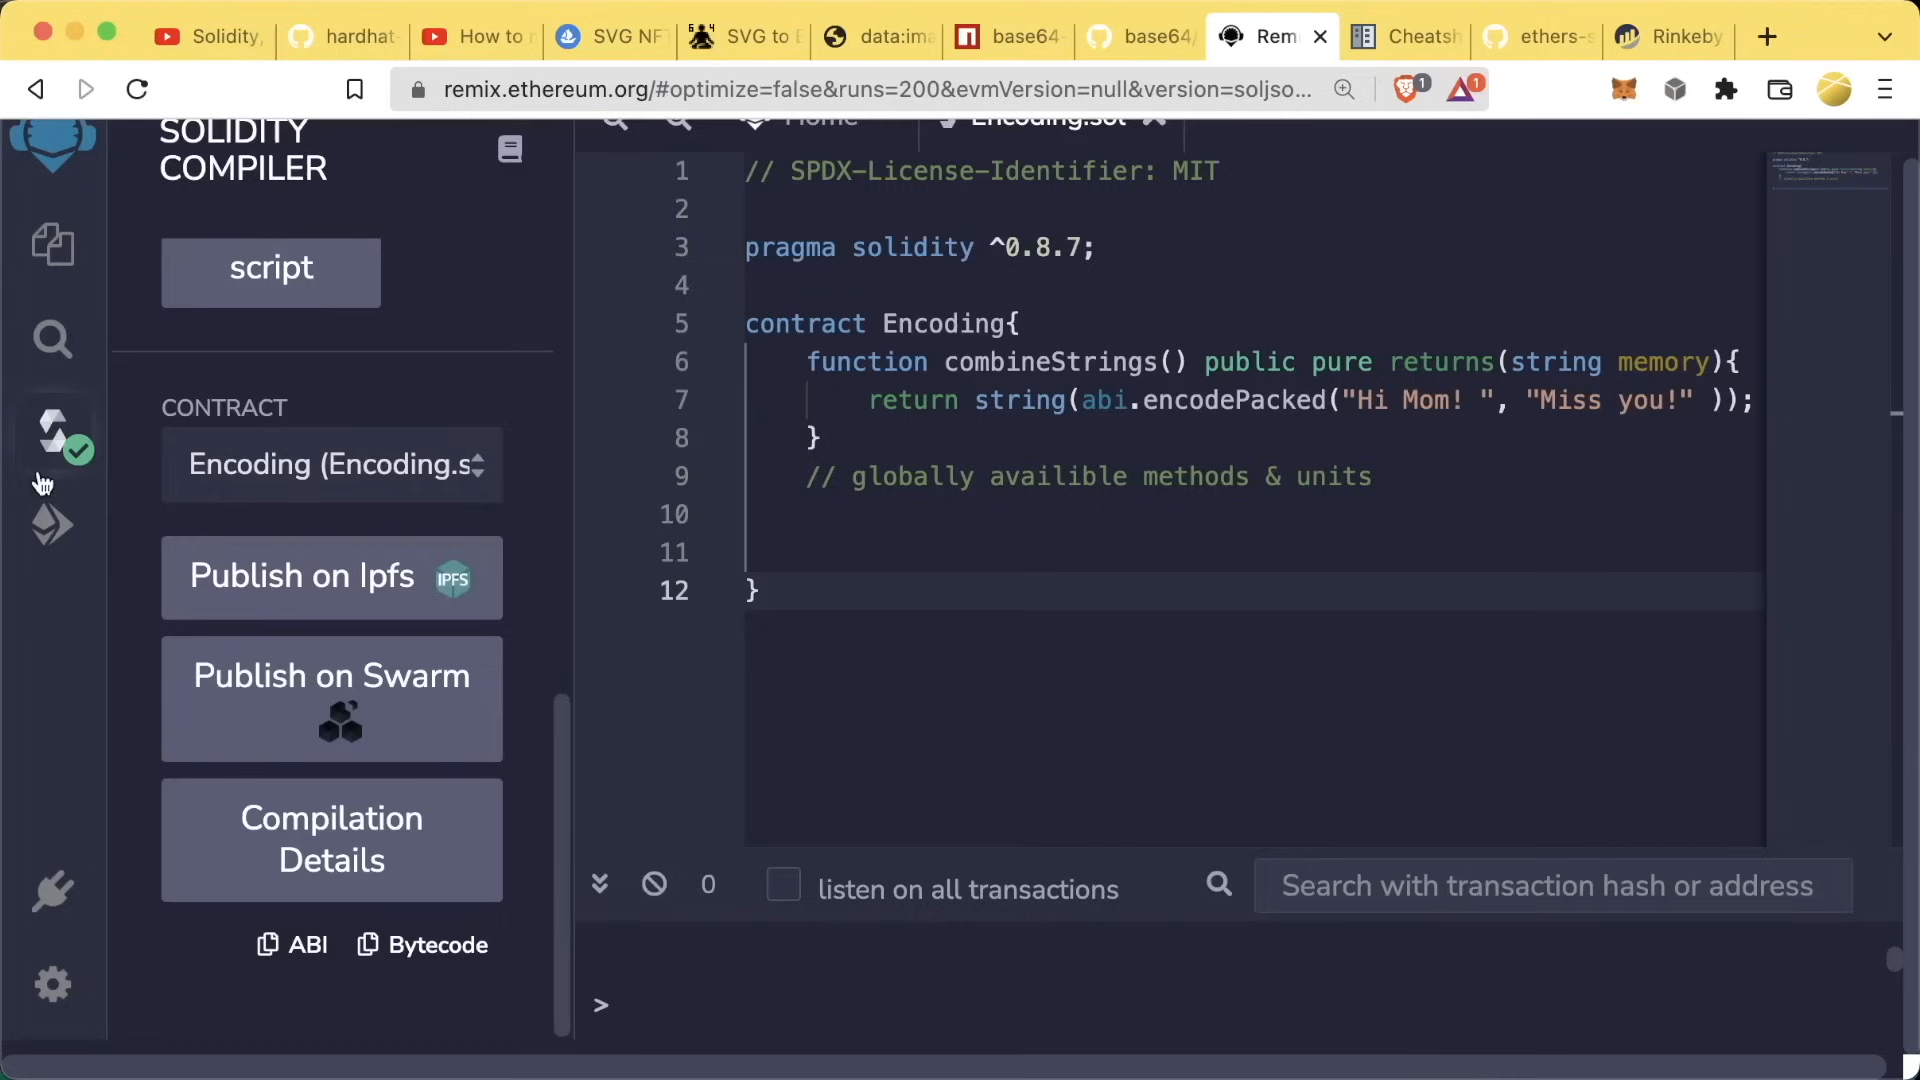 Solidity,
hardhat-
How to
SVG NF
SVG to
data:ima
base64-
base64/
Rem
Cheatsh
ethers-s
Rinkeby
remix.ethereum.org/#optimize=false&runs=200&evmVersion=null&version=soljso...
1
1
SOLIDITY
COMPILER
script
CONTRACT
Encoding (Encoding.s
Publish on Ipfs
IPFS
Publish on Swarm
Compilation
Details
ABI
Bytecode
Home
Encoding.sol
1 // SPDX-License-Identifier: MIT
2
3 pragma solidity ^0.8.7;
4
5 contract Encoding{
6 function combineStrings() public pure returns(string memory){
7 return string(abi.encodePacked("Hi Mom! ", "Miss you!" ));
8 }
9 // globally availible methods & units
10
11
12 }
0
listen on all transactions
Search with transaction hash or address
>